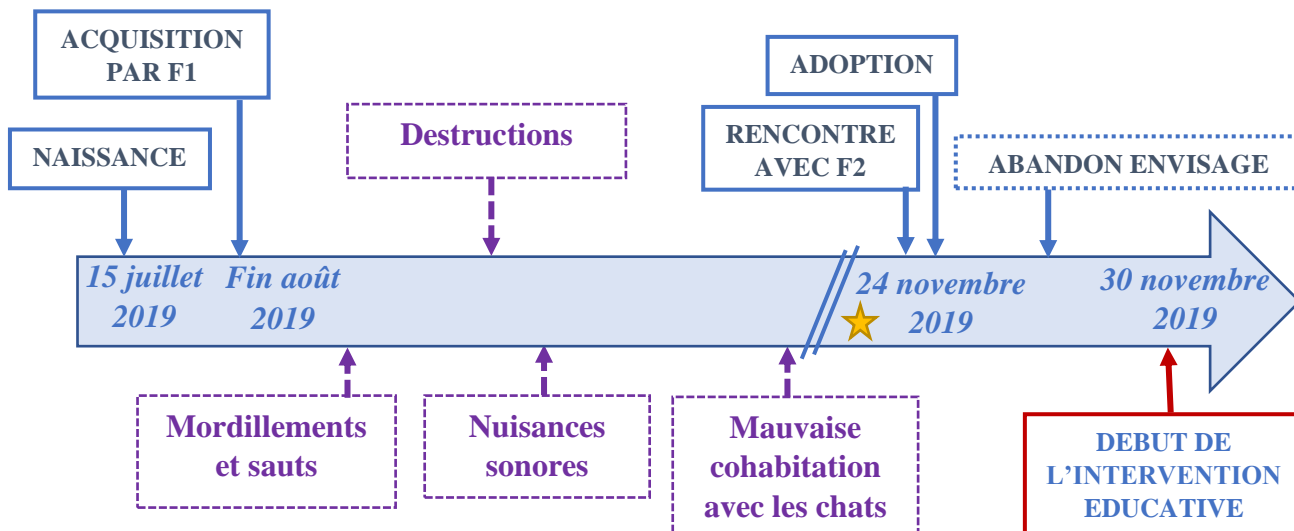 ACQUISITION
PAR F1
NAISSANCE
Destructions
ADOPTION
RENCONTRE
AVEC F2
ABANDON ENVISAGE
15 juillet
2019
Fin août
2019
24 novembre
2019
30 novembre
2019
Mordillements
et sauts
Nuisances
sonores
Mauvaise
cohabitation
avec les chats
DEBUT DE
L’INTERVENTION
EDUCATIVE